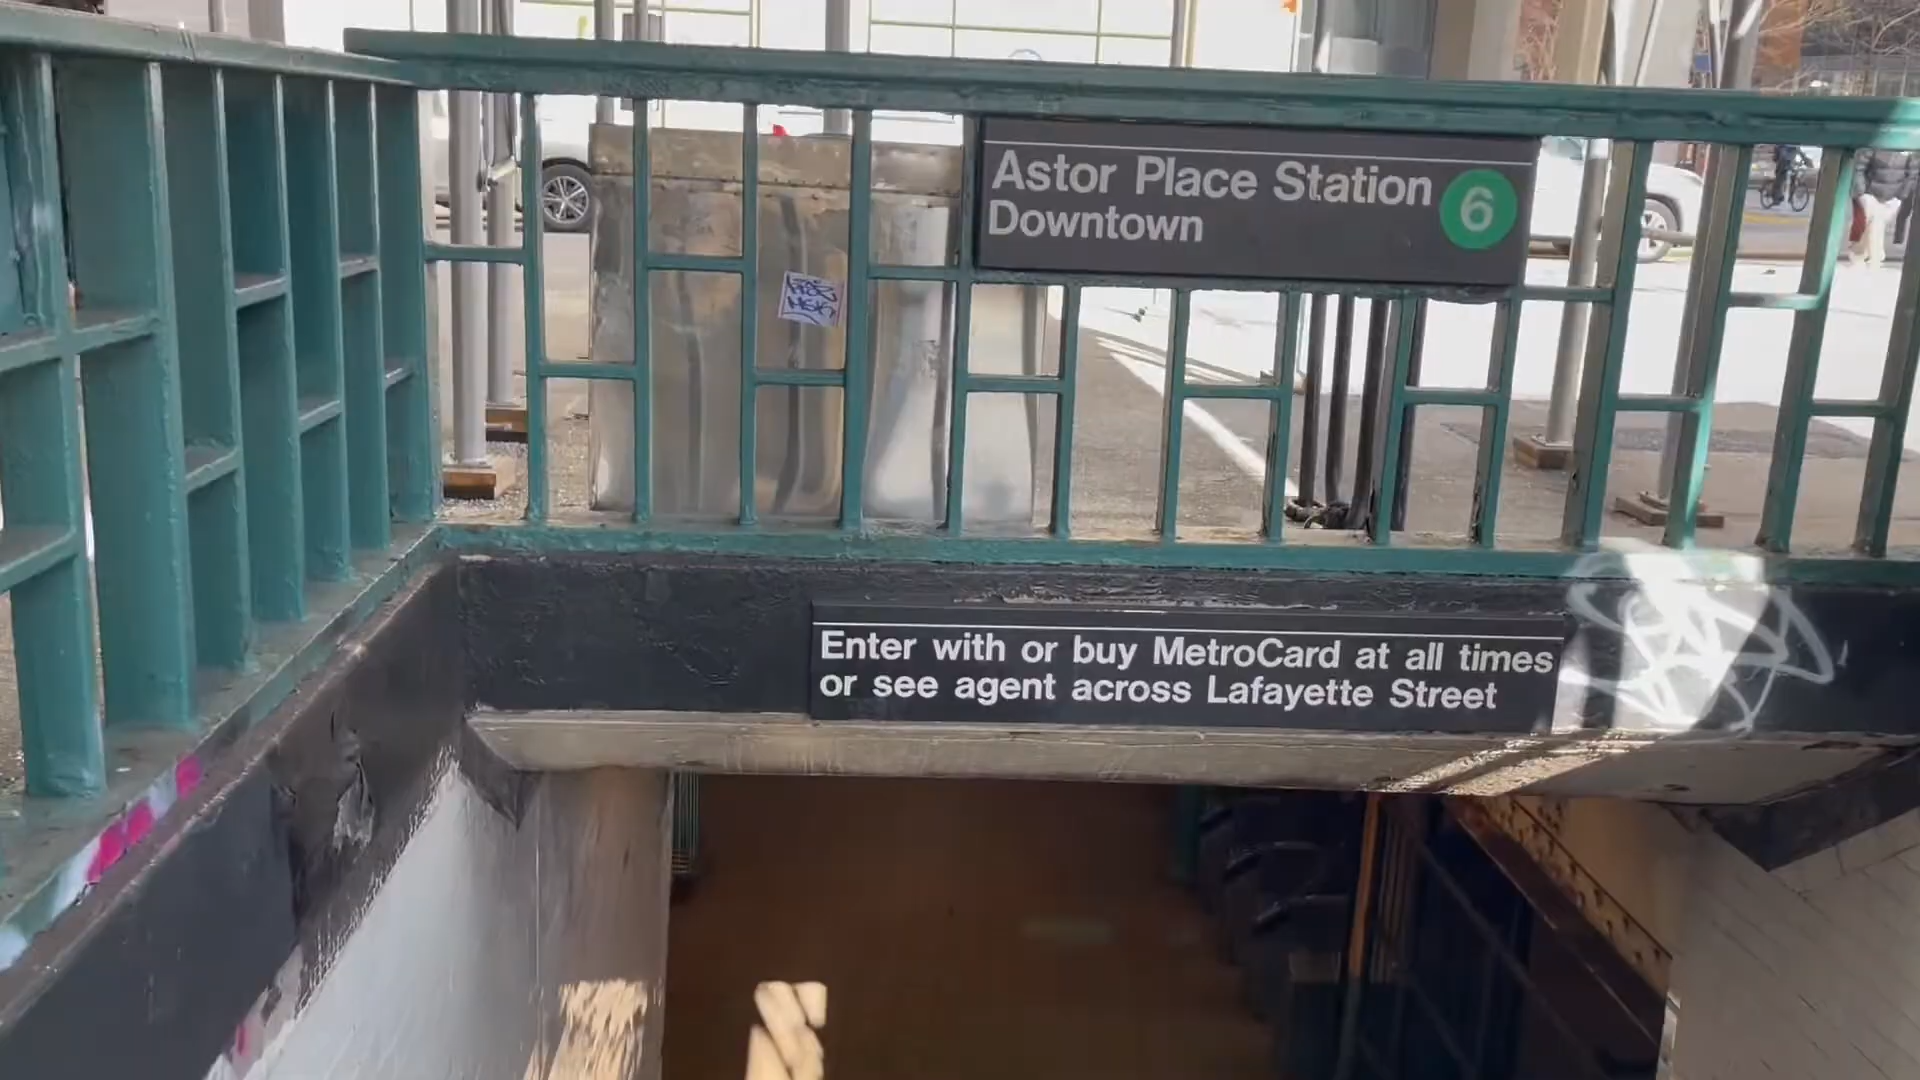 Astor Place Station 6
Downtown
Enter with or buy MetroCard at all times
or see agent across Lafayette Street